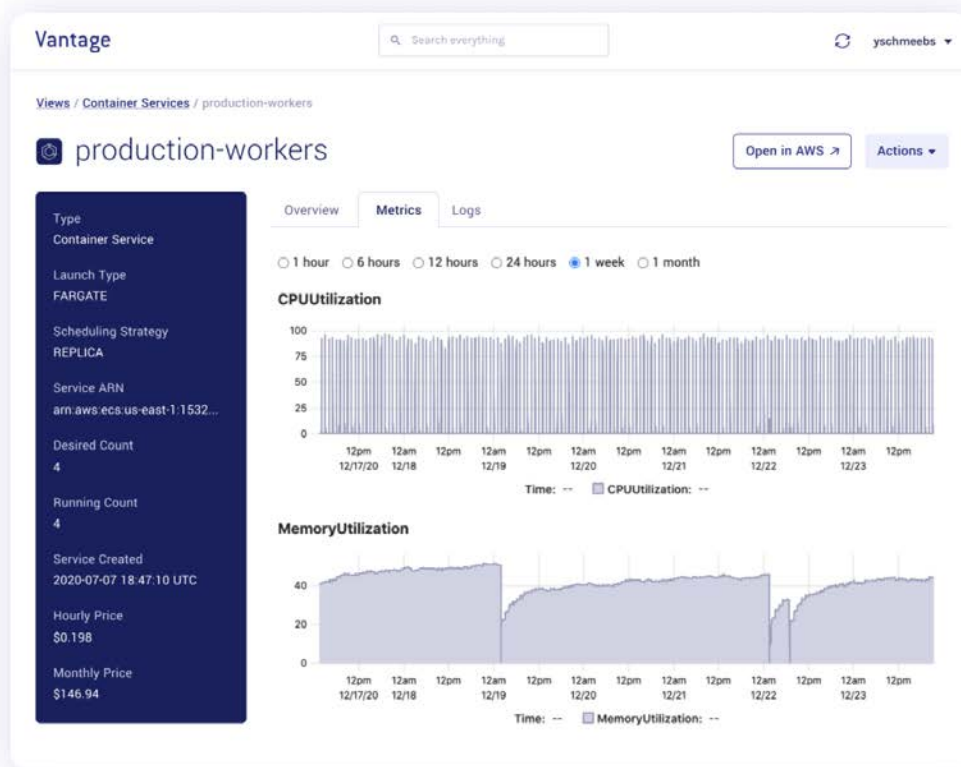 Vantage
Search everything
yschmeebs
Views / Container Services / production-workers
production-workers
Open in AWS ↗
Actions
Type
Container Service
Launch Type
FARGATE
Scheduling Strategy
REPLICA
Service ARN
arn:aws:ecs:us-east-1:1532...
Desired Count
4
Running Count
4
Service Created
2020-07-07 18:47:10 UTC
Hourly Price
$0.198
Monthly Price
$146.94
Overview Metrics Logs
1 hour 6 hours 12 hours 24 hours 1 week 1 month
CPUUtilization
100
75
50
25
0
12pm 12am 12pm 12am 12pm 12am 12pm 12am 12pm 12am 12pm 12am 12pm
12/17/20 12/18 12/19 12/20 12/21 12/22 12/23
Time: -- CPUUtilization: --
MemoryUtilization
40
20
0
12pm 12am 12pm 12am 12pm 12am 12pm 12am 12pm 12am 12pm 12am 12pm
12/17/20 12/18 12/19 12/20 12/21 12/22 12/23
Time: -- MemoryUtilization: --